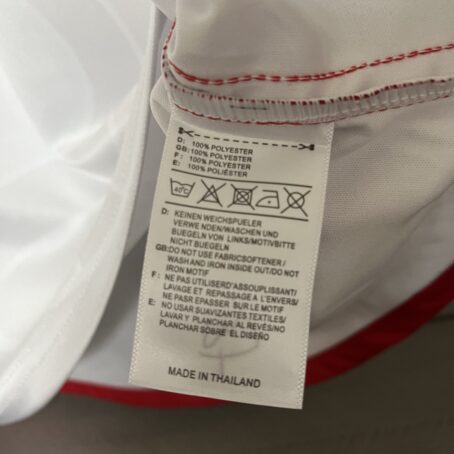 D: 100% POLYESTER
GB: 100% POLYESTER
F: 100% POLYESTER
E: 100% POLIÉSTER
40°C
D: KEINEN WEICHSPUELER
VERWE NDEN/WASCHEN UND
BUEGELN VON LINKS/MOTIVBITTE
NICHT BUEGELN
GB:DO NOT USE FABRICSOFTENER/
WASH AND IRON INSIDE OUT/DO NOT
IRON MOTIF
F: NE PAS UTILISERD'ASSOUPLISSANT/
LAVAGE ET REPASSAGE A L'ENVERS/
NE PASR EPASSER SUR LE MOTIF
E: NO USAR SUAVIZANTES TEXTILES/
LAVAR Y PLANCHAR AL REVÉS/NO
PLANCHAR SOBRE EL DISEÑO
MADE IN THAILAND